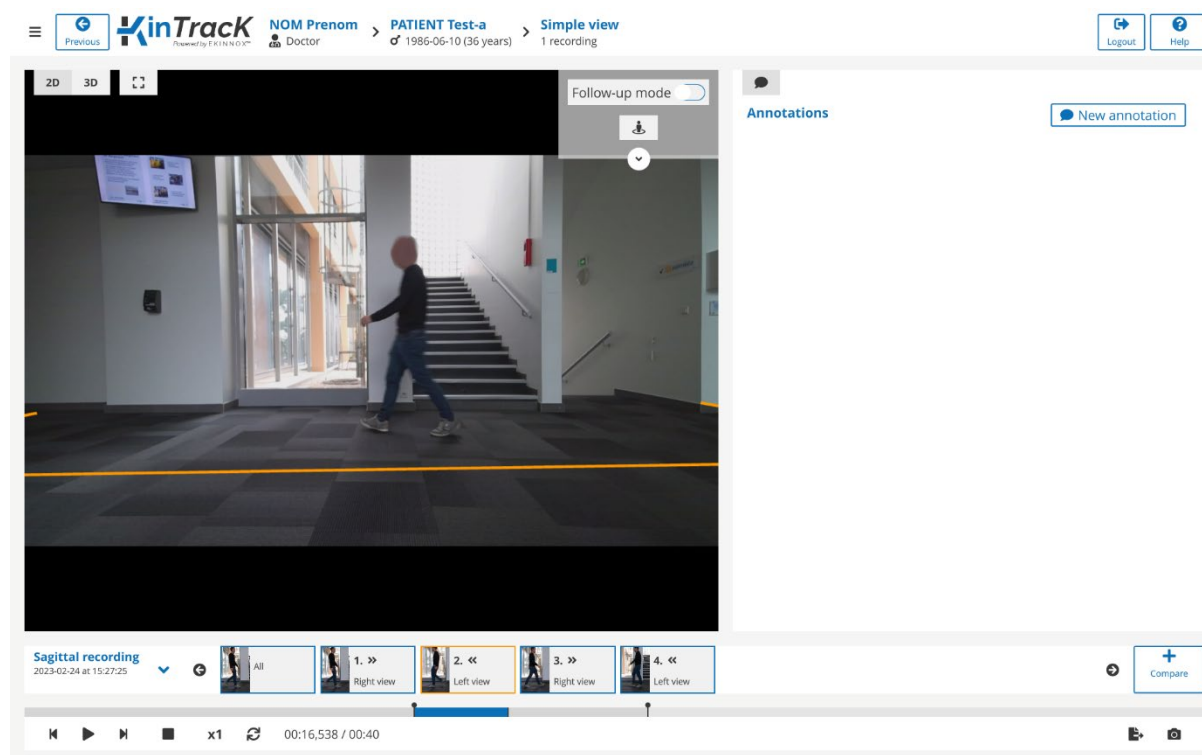 Previous
KinTracK
Powered by EKINNOX™
NOM Prenom
Doctor
PATIENT Test-a
1986-06-10 (36 years)
Simple view
1 recording
Logout
Help
2D 3D
Follow-up mode
Annotations
New annotation
Sagittal recording
2023-02-24 at 15:27:25
All
1. »
Right view
2. «
Left view
3. »
Right view
4. «
Left view
Compare
x1
00:16,538 / 00:40